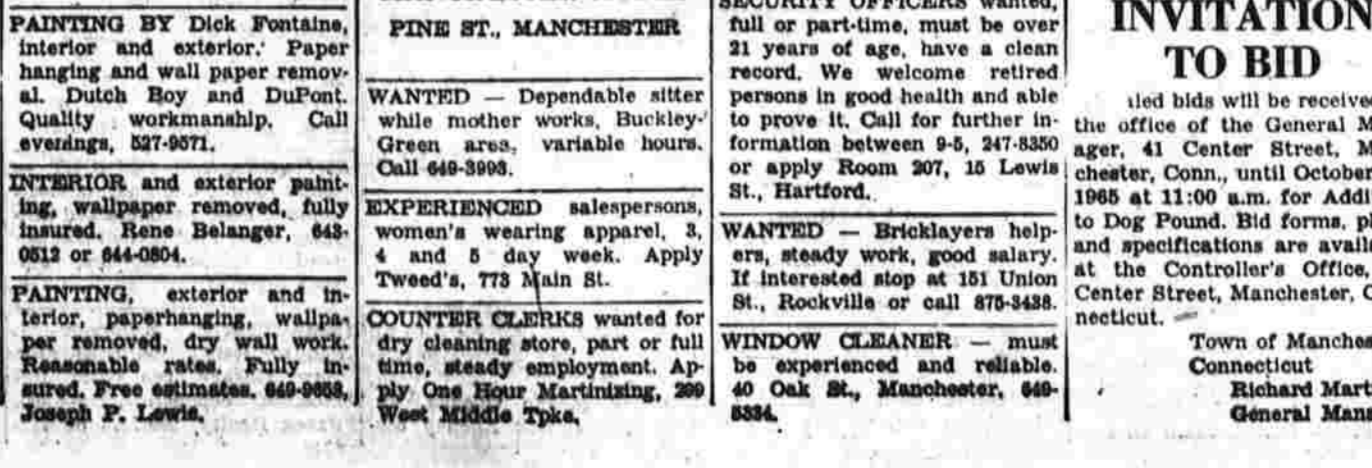 PAINTING BY Dick Fontaine,
interior and exterior. Paper
hanging and wall paper remov-
al. Dutch Boy and DuPont.
Quality workmanship. Call
evenings, 527-9571.
INTERIOR and exterior paint-
ing, wallpaper removed, fully
insured. Rene Belanger, 643-
0512 or 644-0804.
PAINTING, exterior and in-
terior, paperhanging, wallpa-
per removed, dry wall work.
Reasonable rates. Fully in-
sured. Free estimates. 649-9658,
Joseph P. Lewis.
PINE ST., MANCHESTER
WANTED — Dependable sitter
while mother works, Buckley-
Green area, variable hours.
Call 649-3993.
EXPERIENCED salespersons,
women's wearing apparel, 3,
4 and 5 day week. Apply
Tweed's, 773 Main St.
COUNTER CLERKS wanted for
dry cleaning store, part or full
time, steady employment. Ap-
ply One Hour Martinizing, 299
West Middle Tpke.
SECURITY OFFICERS wanted,
full or part-time, must be over
21 years of age, have a clean
record. We welcome retired
persons in good health and able
to prove it. Call for further in-
formation between 9-5, 247-8350
or apply Room 207, 15 Lewis
St., Hartford.
WANTED — Bricklayers help-
ers, steady work, good salary.
If interested stop at 151 Union
St., Rockville or call 875-3438.
WINDOW CLEANER — must
be experienced and reliable.
40 Oak St., Manchester, 649-
5334.
INVITATION
TO BID
bids will be
the office of the General
ager, 41 Center Street,
chester, Conn., until October
1965 at 11:00 a.m. for
to Dog Pound. Bid forms,
and specifications are
at the Controller's Office,
Center Street, Manchester,
necticut.
Town of
Connecticut
Richard
General